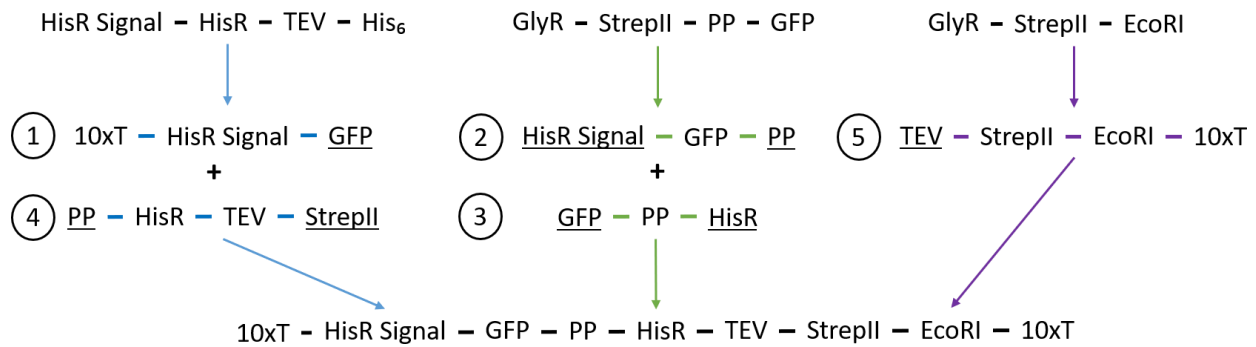 HisR Signal – HisR – TEV – His₆
GlyR – StrepII – PP – GFP
GlyR – StrepII – EcoRI
1 10xT – HisR Signal – GFP
2 HisR Signal – GFP – PP
5 TEV – StrepII – EcoRI – 10xT
+
+
4 PP – HisR – TEV – StrepII
3 GFP – PP – HisR
10xT – HisR Signal – GFP – PP – HisR – TEV – StrepII – EcoRI – 10xT